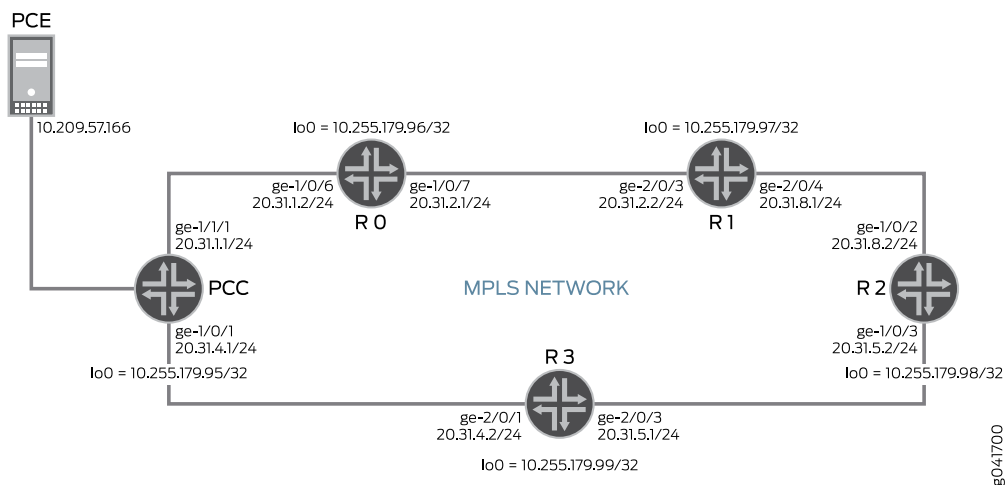 PCE
10.209.57.166
lo0 = 10.255.179.96/32
lo0 = 10.255.179.97/32
ge-1/0/6
20.31.1.2/24
ge-1/0/7
20.31.2.1/24
R 0
ge-2/0/3
20.31.2.2/24
ge-2/0/4
20.31.8.1/24
R 1
ge-1/1/1
20.31.1.1/24
ge-1/0/2
20.31.8.2/24
PCC
MPLS NETWORK
R 2
ge-1/0/1
20.31.4.1/24
lo0 = 10.255.179.95/32
ge-1/0/3
20.31.5.2/24
lo0 = 10.255.179.98/32
R 3
ge-2/0/1
20.31.4.2/24
ge-2/0/3
20.31.5.1/24
lo0 = 10.255.179.99/32
g041700